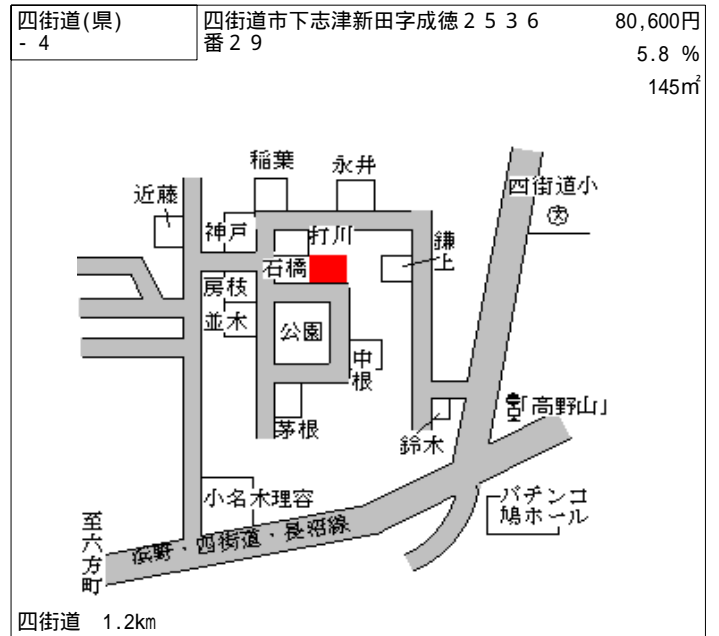 四街道(県)
- 4
四街道市下志津新田字成徳２５３６
番２９
80,600円
5.8 %
145㎡
稲葉
永井
近藤
四街道小
文
神戸
打川
鎌上
石橋
房枝
並木
公園
中根
「高野山」
茅根
鈴木
小名木理容
パチンコ
鳩ホール
至六方町
浜野・四街道・長沼線
四街道 1.2km